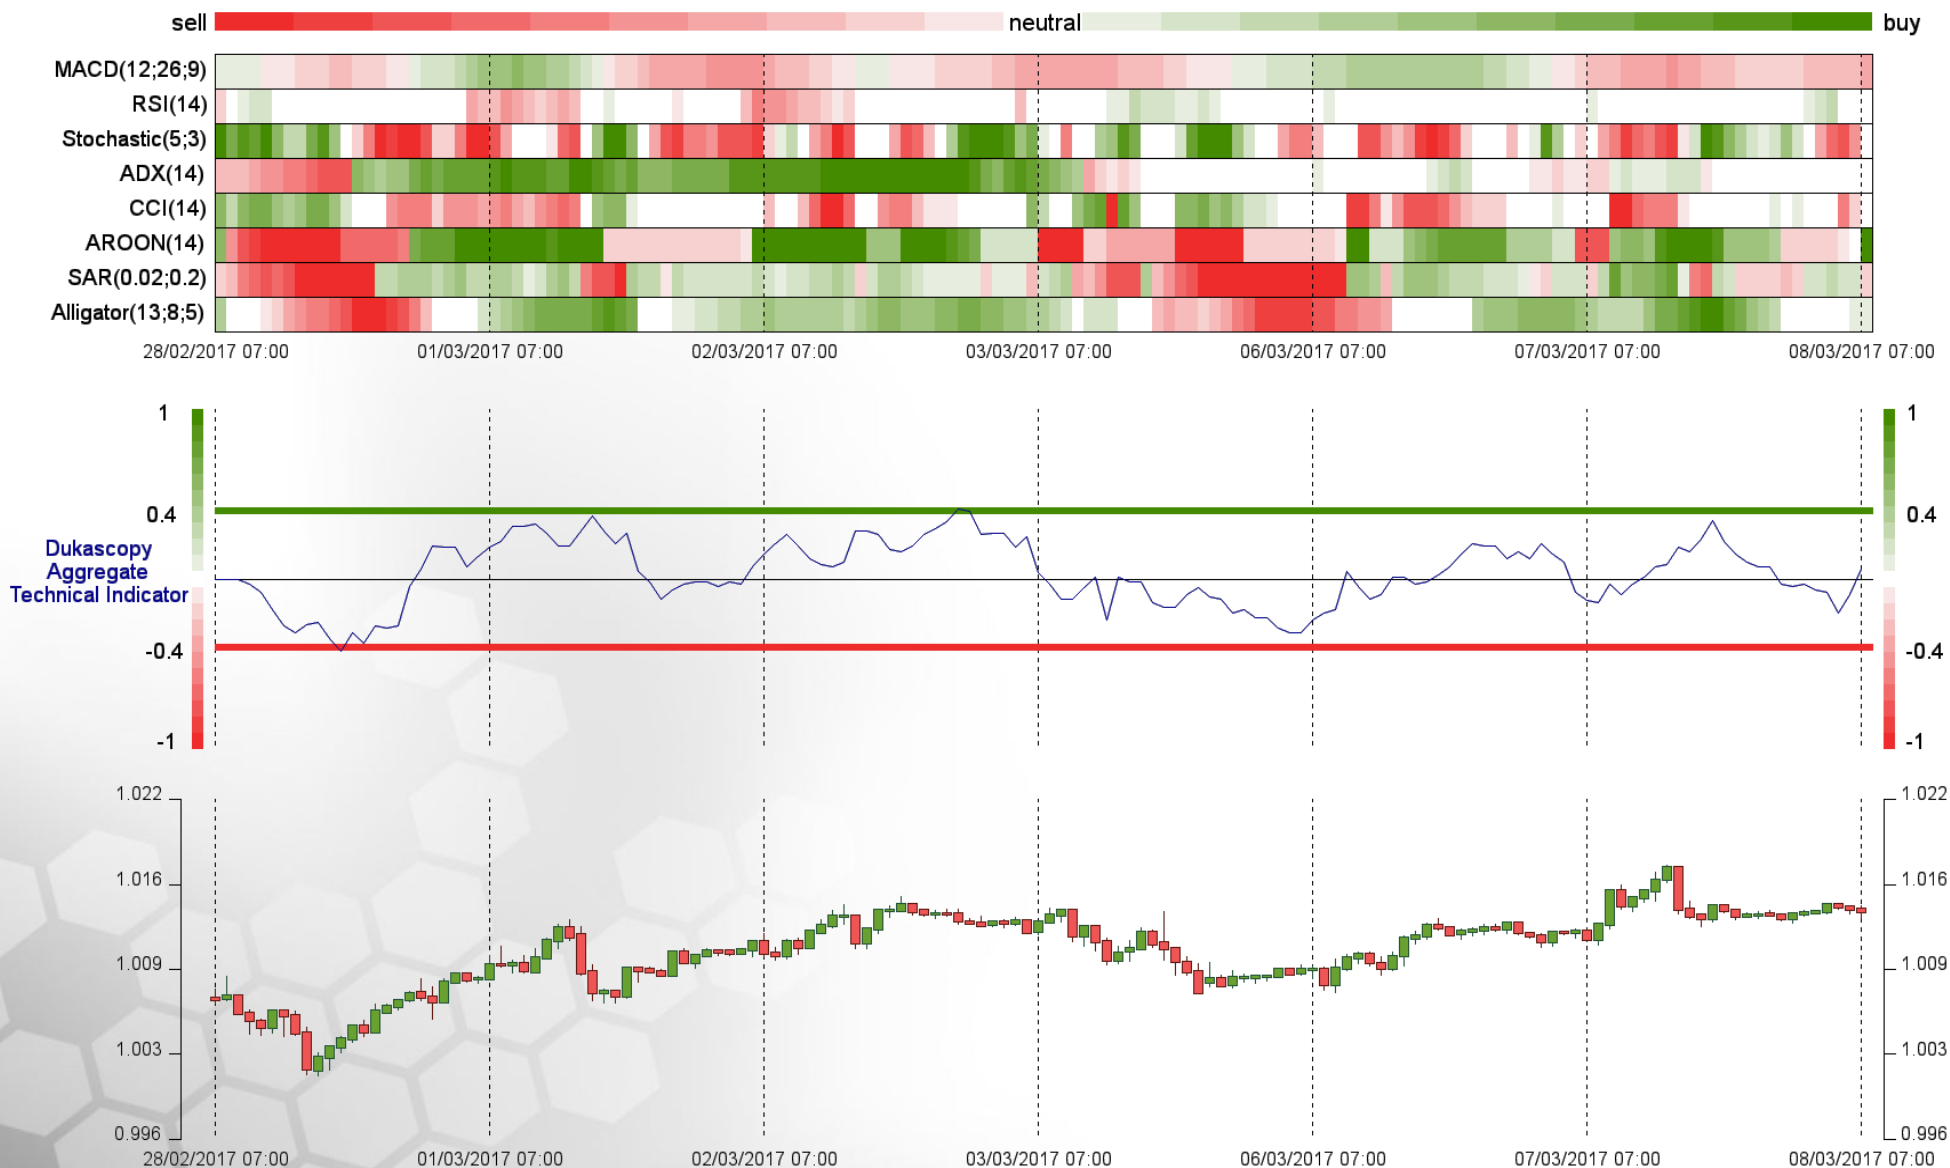 sell neutral buy
MACD(12;26;9)
RSI(14)
Stochastic(5;3)
ADX(14)
CCI(14)
AROON(14)
SAR(0.02;0.2)
Alligator(13;8;5)
28/02/2017 07:00 01/03/2017 07:00 02/03/2017 07:00 03/03/2017 07:00 06/03/2017 07:00 07/03/2017 07:00 08/03/2017 07:00
1 1
0.4 0.4
Dukascopy
Aggregate
Technical Indicator
-0.4 -0.4
-1 -1
1.022 1.022
1.016 1.016
1.009 1.009
1.003 1.003
0.996 0.996
28/02/2017 07:00 01/03/2017 07:00 02/03/2017 07:00 03/03/2017 07:00 06/03/2017 07:00 07/03/2017 07:00 08/03/2017 07:00